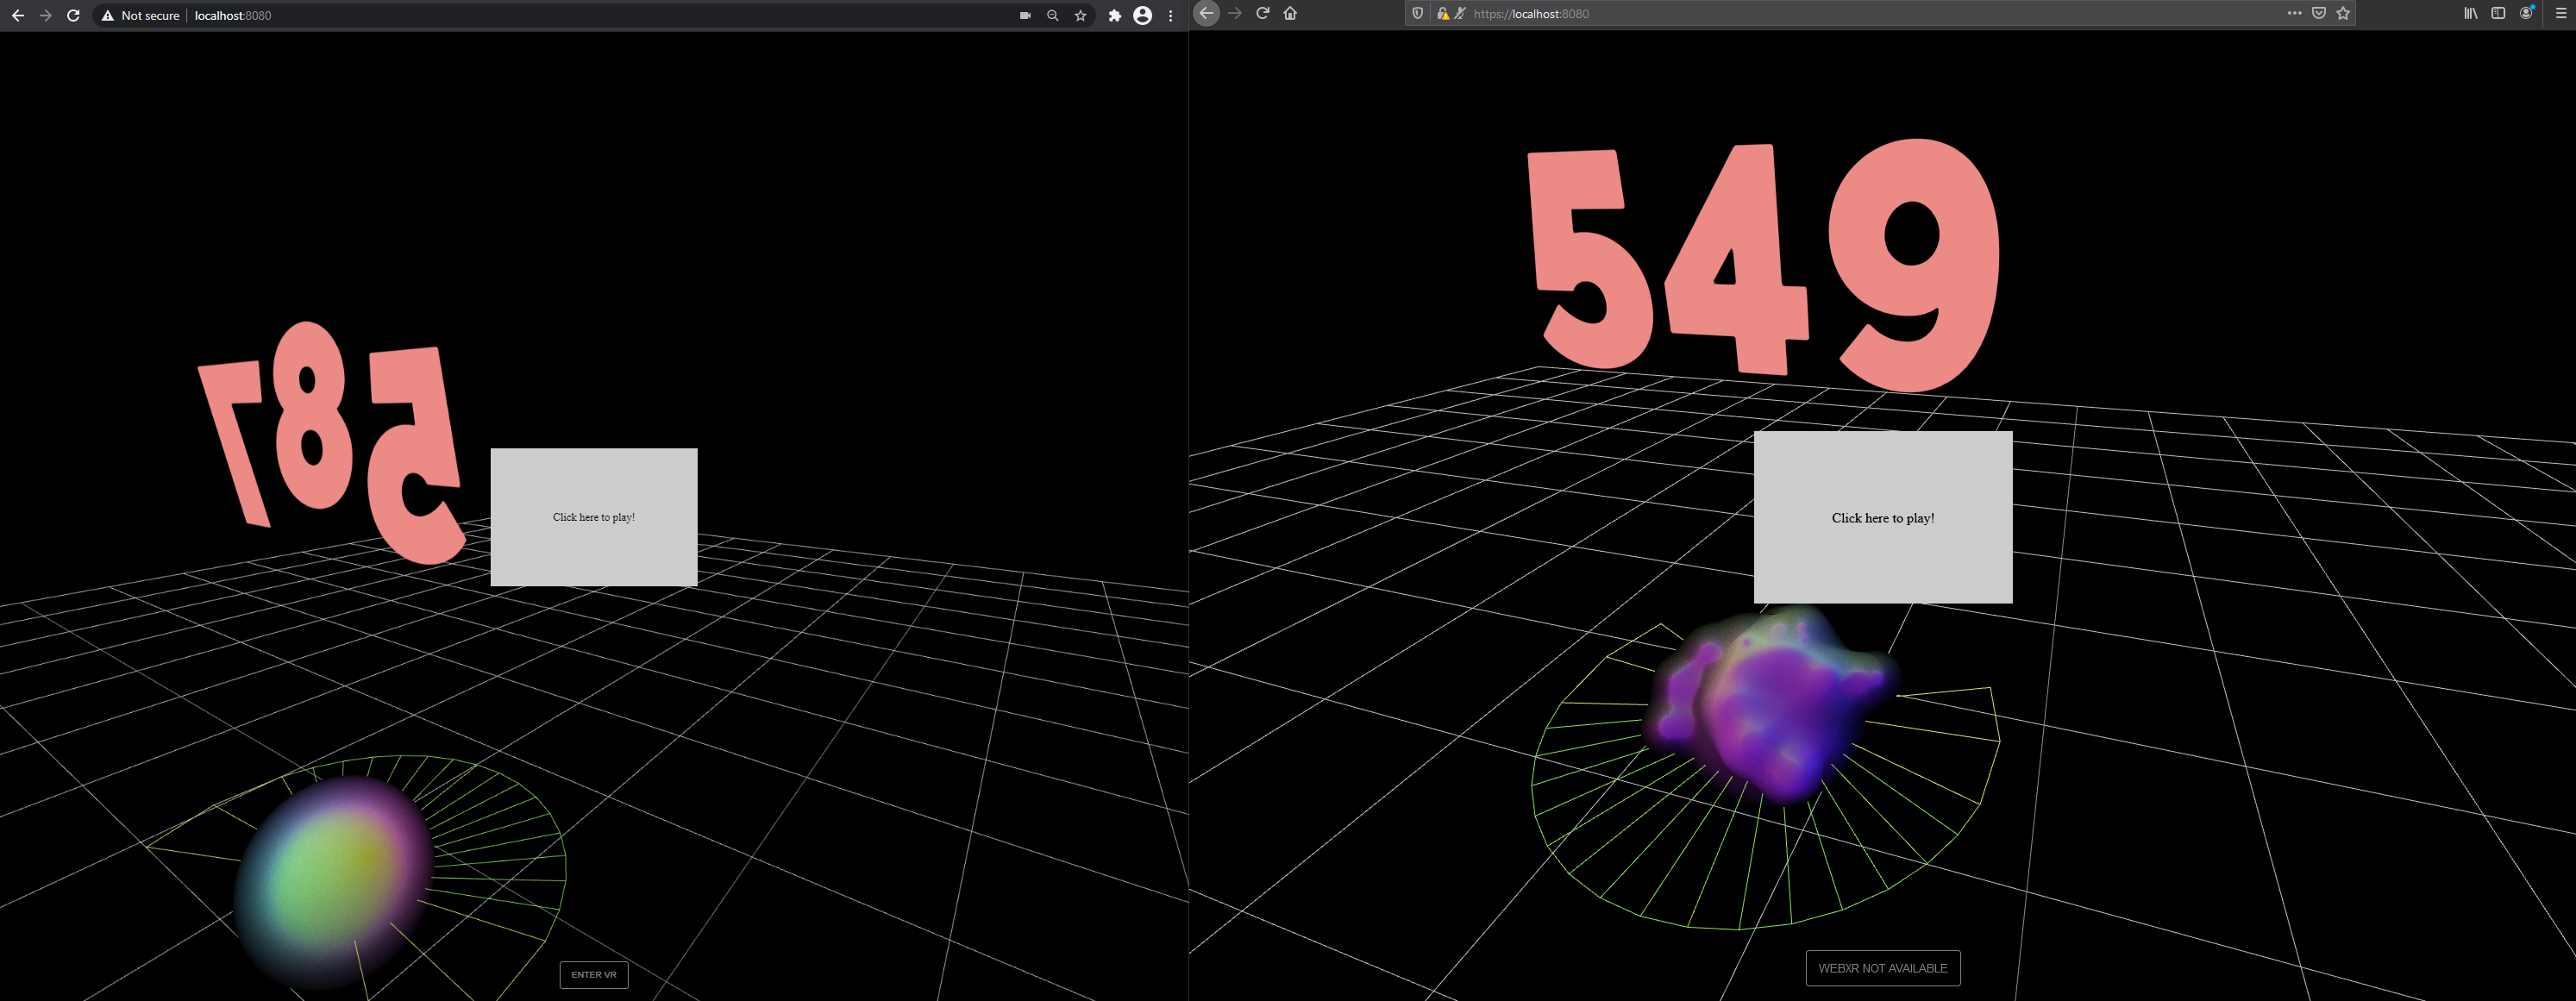 Not secure
localhost:8080
https://localhost:8080
587
549
Click here to play!
Click here to play!
ENTER VR
WEBXR NOT AVAILABLE